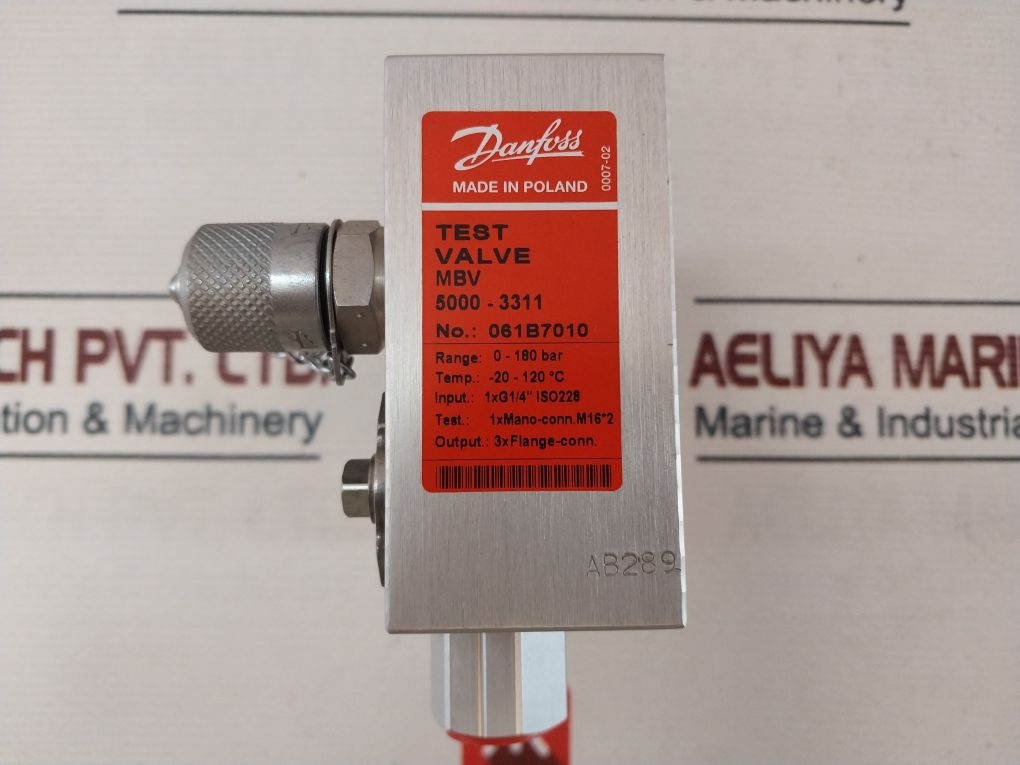 & Machinery
Danfoss
MADE IN POLAND
0007-02
TEST
VALVE
MBV
5000 - 3311
No.: 061B7010
Range: 0 - 180 bar
Temp.: -20 - 120 °C
Input.: 1xG1/4" ISO228
Test.: 1xMano-conn.M16*2
Output.: 3xFlange-conn.
AB289
CH PVT. LTD.
tion & Machinery
AELIYA MARI
Marine & Industria